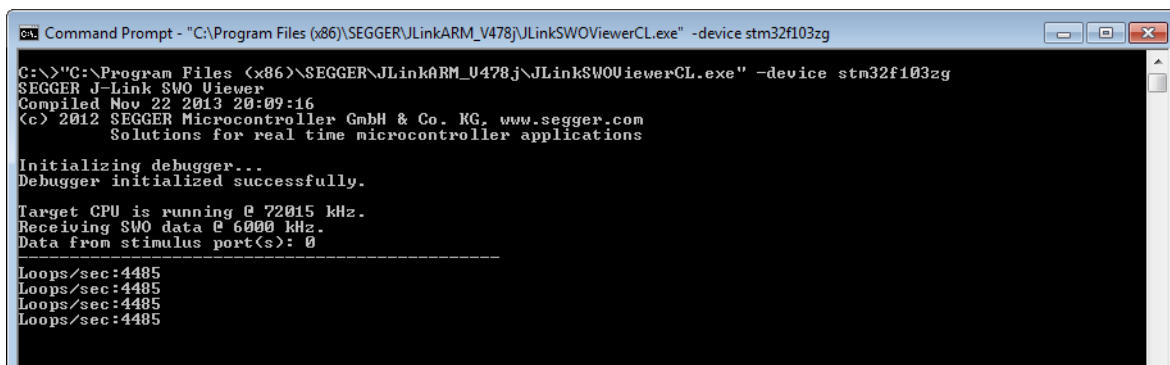 Command Prompt - "C:\Program Files (x86)\SEGGER\JLinkARM_V478j\JLinkSWOViewerCL.exe" -device stm32f103zg
C:\>"C:\Program Files (x86)\SEGGER\JLinkARM_V478j\JLinkSWOViewerCL.exe" -device stm32f103zg
SEGGER J-Link SWO Viewer
Compiled Nov 22 2013 20:09:16
(c) 2012 SEGGER Microcontroller GmbH & Co. KG, www.segger.com
Solutions for real time microcontroller applications
Initializing debugger...
Debugger initialized successfully.
Target CPU is running @ 72015 kHz.
Receiving SWO data @ 6000 kHz.
Data from stimulus port(s): 0
------------------------------------------------
Loops/sec:4485
Loops/sec:4485
Loops/sec:4485
Loops/sec:4485